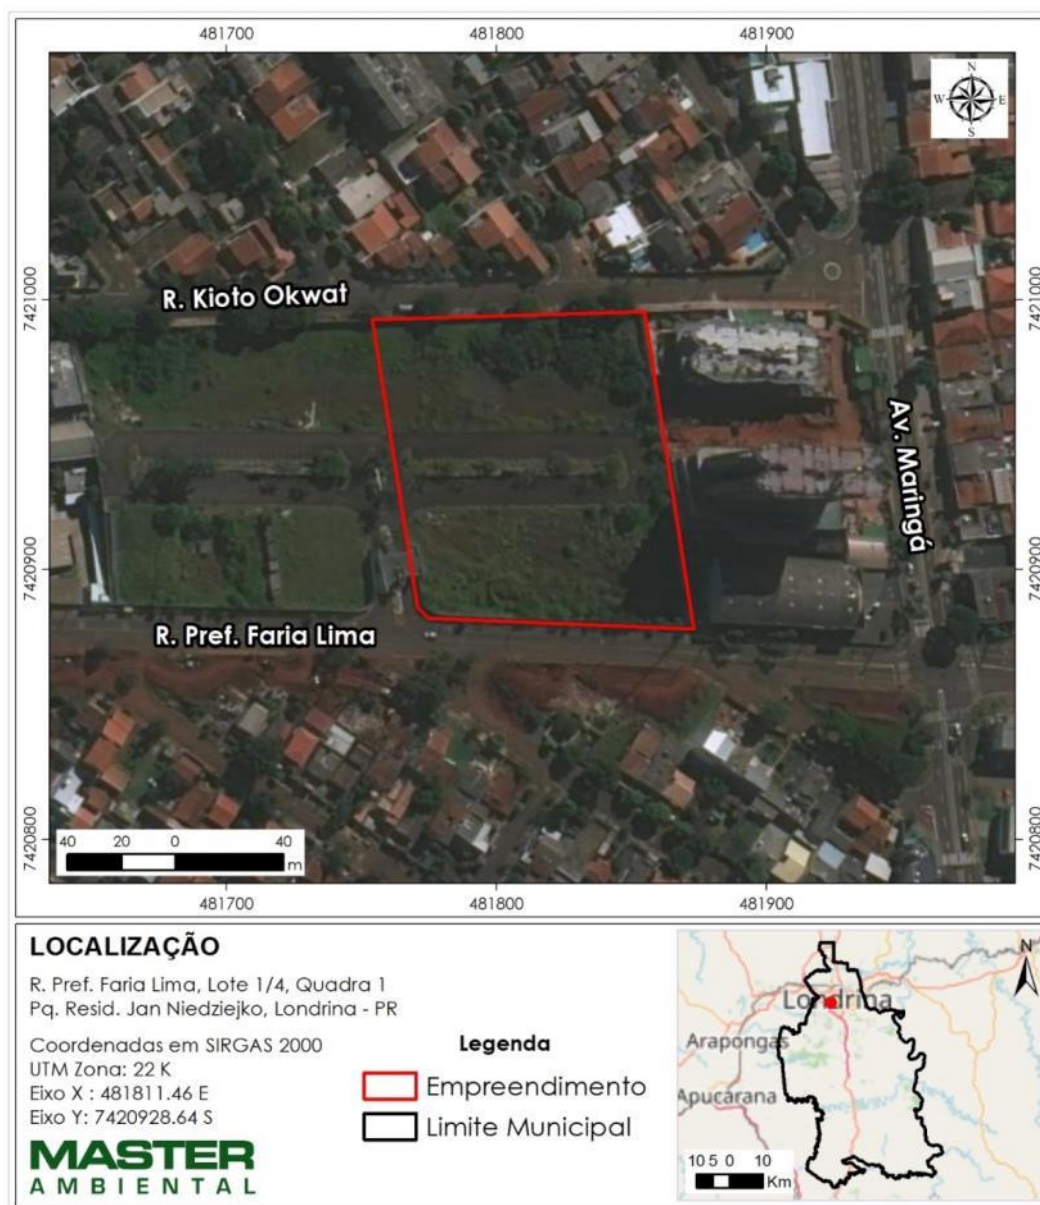 481700
481800
481900
N
W
E
S
7421000
7421000
R. Kioto Okwat
Av. Maringá
7420900
7420900
R. Pref. Faria Lima
7420800
7420800
40 20 0 40
m
481700
481800
481900
LOCALIZAÇÃO
R. Pref. Faria Lima, Lote 1/4, Quadra 1
Pq. Resid. Jan Niedziejko, Londrina - PR
Coordenadas em SIRGAS 2000
UTM Zona: 22 K
Eixo X : 481811.46 E
Eixo Y: 7420928.64 S
MASTER
AMBIENTAL
Legenda
Empreendimento
Limite Municipal
N
Londrina
Arapongas
Apucarana
10 5 0 10
Km